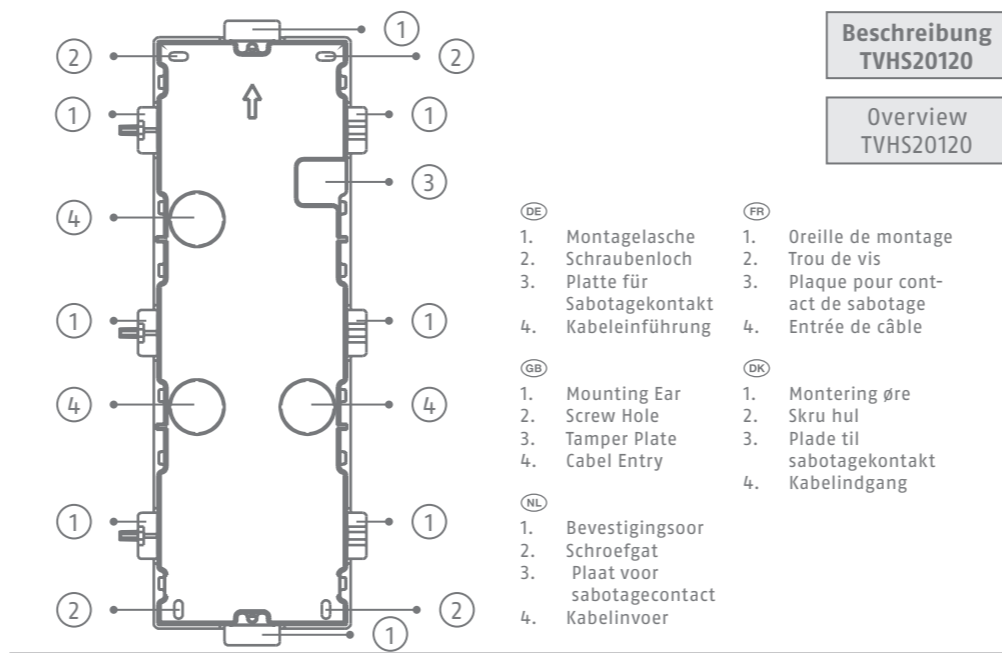 1
2
2
Beschreibung
TVHS20120
1
1
Overview
TVHS20120
3
4
1
1
4
4
1
1
2
2
1
DE
1. Montagelasche
2. Schraubenloch
3. Platte für
Sabotagekontakt
4. Kabeleinführung
GB
1. Mounting Ear
2. Screw Hole
3. Tamper Plate
4. Cabel Entry
NL
1. Bevestigingsoor
2. Schroefgat
3. Plaat voor
sabotagecontact
4. Kabelinvoer
FR
1. Oreille de montage
2. Trou de vis
3. Plaque pour cont-
act de sabotage
4. Entrée de câble
DK
1. Montering øre
2. Skru hul
3. Plade til
sabotagekontakt
4. Kabelindgang